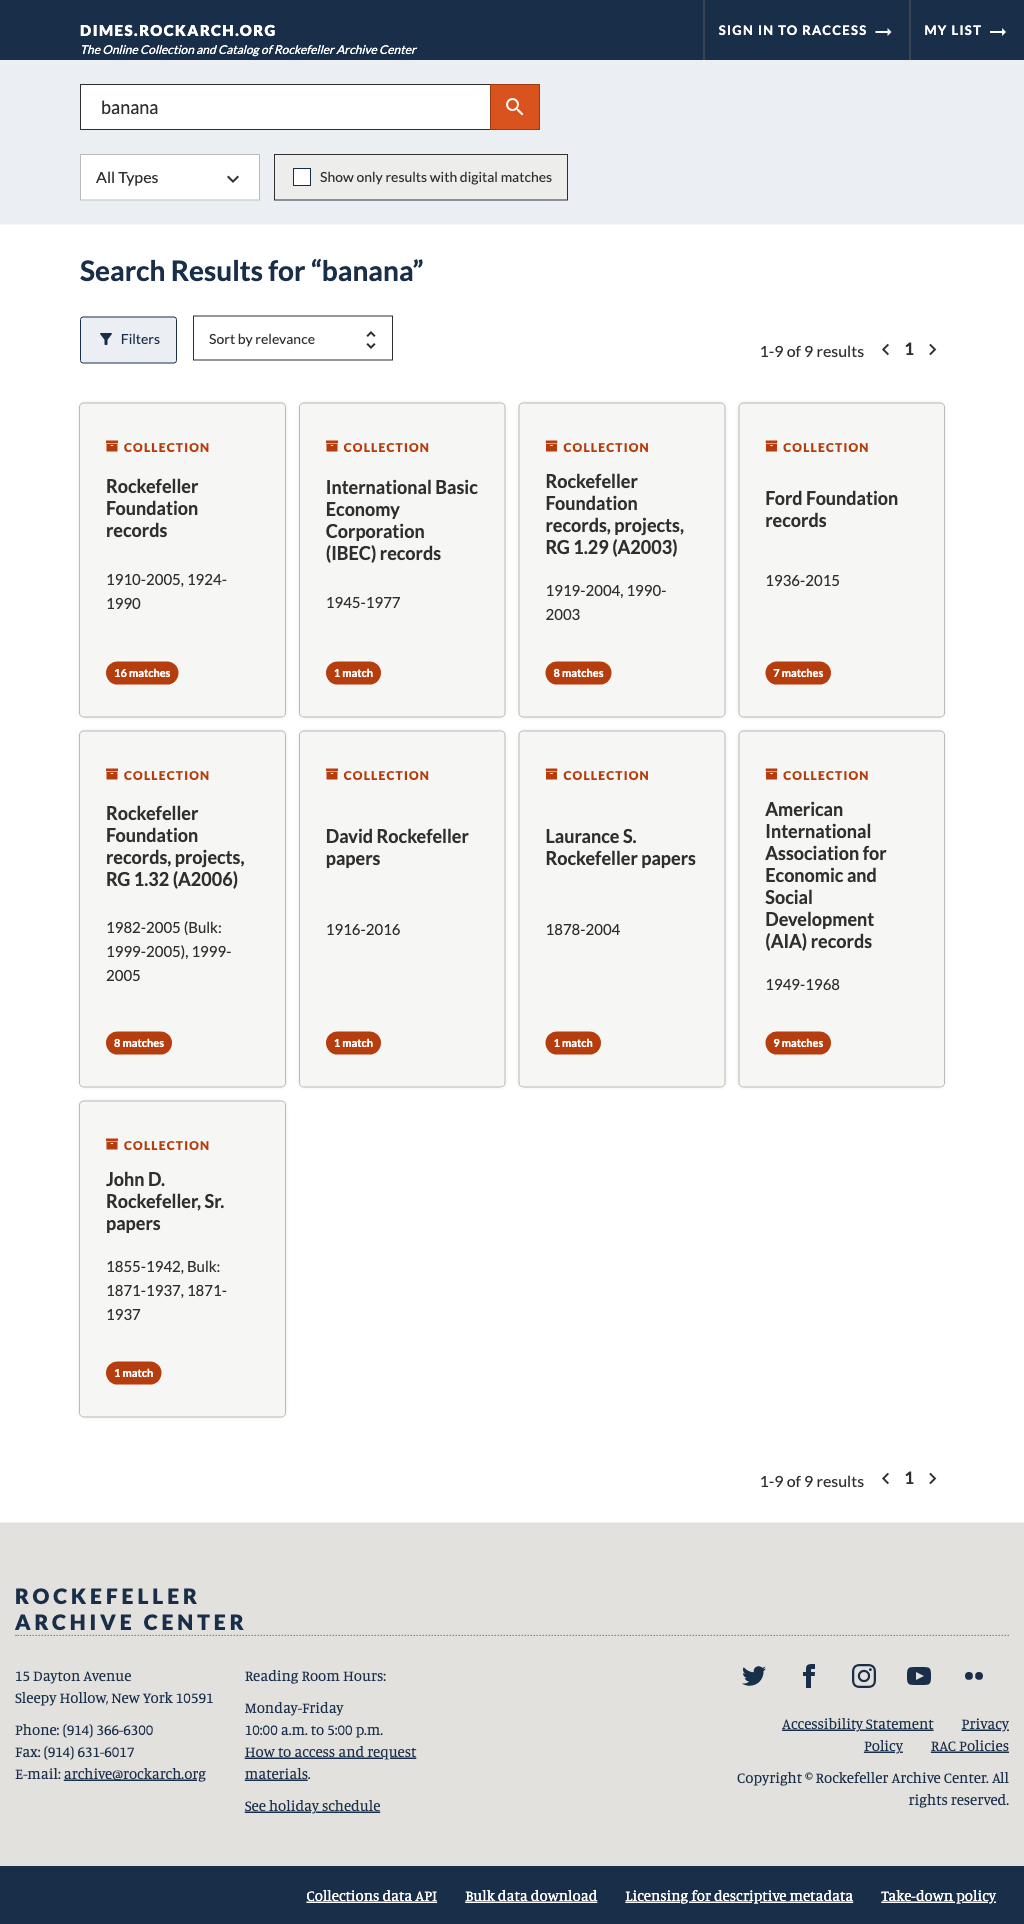 DIMES.ROCKARCH.ORG
The Online Collection and Catalog of Rockefeller Archive Center
SIGN IN TO RACCESS
MY LIST
banana
All Types
Show only results with digital matches
Search Results for “banana”
Filters
Sort by relevance
1-9 of 9 results
1
COLLECTION
Rockefeller
Foundation
records
1910-2005, 1924-
1990
16 matches
COLLECTION
International Basic
Economy
Corporation
(IBEC) records
1945-1977
1 match
COLLECTION
Rockefeller
Foundation
records, projects,
RG 1.29 (A2003)
1919-2004, 1990-
2003
8 matches
COLLECTION
Ford Foundation
records
1936-2015
7 matches
COLLECTION
Rockefeller
Foundation
records, projects,
RG 1.32 (A2006)
1982-2005 (Bulk:
1999-2005), 1999-
2005
8 matches
COLLECTION
David Rockefeller
papers
1916-2016
1 match
COLLECTION
Laurance S.
Rockefeller papers
1878-2004
1 match
COLLECTION
American
International
Association for
Economic and
Social
Development
(AIA) records
1949-1968
9 matches
COLLECTION
John D.
Rockefeller, Sr.
papers
1855-1942, Bulk:
1871-1937, 1871-
1937
1 match
1-9 of 9 results
1
ROCKEFELLER
ARCHIVE CENTER
15 Dayton Avenue
Sleepy Hollow, New York 10591
Phone: (914) 366-6300
Fax: (914) 631-6017
E-mail: archive@rockarch.org
Reading Room Hours:
Monday-Friday
10:00 a.m. to 5:00 p.m.
How to access and request
materials.
See holiday schedule
Accessibility Statement
Privacy
Policy
RAC Policies
Copyright © Rockefeller Archive Center. All
rights reserved.
Collections data API
Bulk data download
Licensing for descriptive metadata
Take-down policy